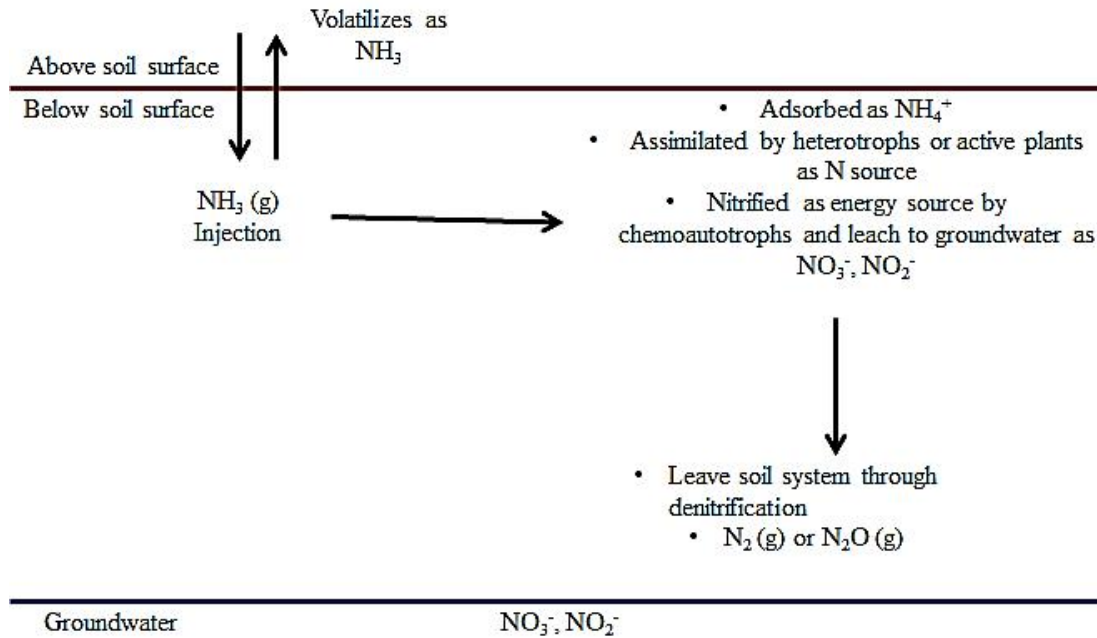 Volatilizes as
NH₃
Above soil surface
Below soil surface
• Adsorbed as NH₄⁺
• Assimilated by heterotrophs or active plants
as N source
NH₃ (g)
Injection
• Nitrified as energy source by
chemoautotrophs and leach to groundwater as
NO₃⁻, NO₂⁻
• Leave soil system through
denitrification
• N₂ (g) or N₂O (g)
Groundwater
NO₃⁻, NO₂⁻